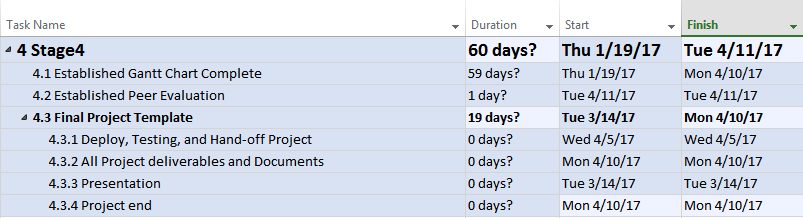 Task Name Duration Start Finish
4 Stage4 60 days? Thu 1/19/17 Tue 4/11/17
4.1 Established Gantt Chart Complete 59 days? Thu 1/19/17 Mon 4/10/17
4.2 Established Peer Evaluation 1 day? Tue 4/11/17 Tue 4/11/17
4.3 Final Project Template 19 days? Tue 3/14/17 Mon 4/10/17
4.3.1 Deploy, Testing, and Hand-off Project 0 days? Wed 4/5/17 Wed 4/5/17
4.3.2 All Project deliverables and Documents 0 days? Mon 4/10/17 Mon 4/10/17
4.3.3 Presentation 0 days? Tue 3/14/17 Tue 3/14/17
4.3.4 Project end 0 days? Mon 4/10/17 Mon 4/10/17